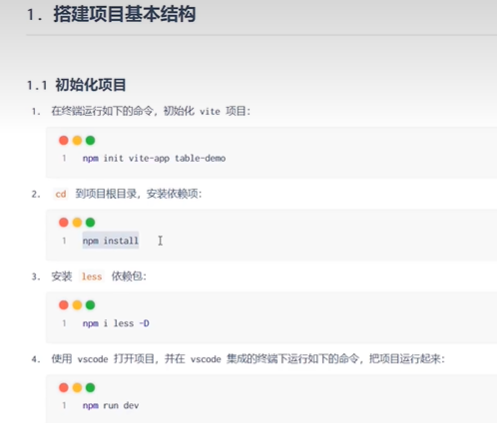 1. 搭建项目基本结构
1.1 初始化项目
1. 在终端运行如下的命令，初始化 vite 项目：
1 npm init vite-app table-demo
2. cd 到项目根目录，安装依赖项：
1 npm install
3. 安装 less 依赖包：
1 npm i less -D
4. 使用 vscode 打开项目，并在 vscode 集成的终端下运行如下的命令，把项目运行起来：
1 npm run dev